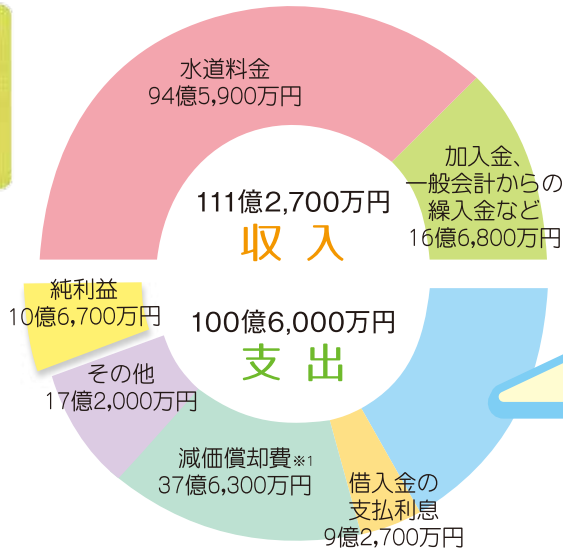 水道料金
94億5,900万円
加入金、
一般会計からの
繰入金など
16億6,800万円
111億2,700万円
収入
純利益
10億6,700万円
100億6,000万円
支出
その他
17億2,000万円
減価償却費※1
37億6,300万円
借入金の
支払利息
9億2,700万円